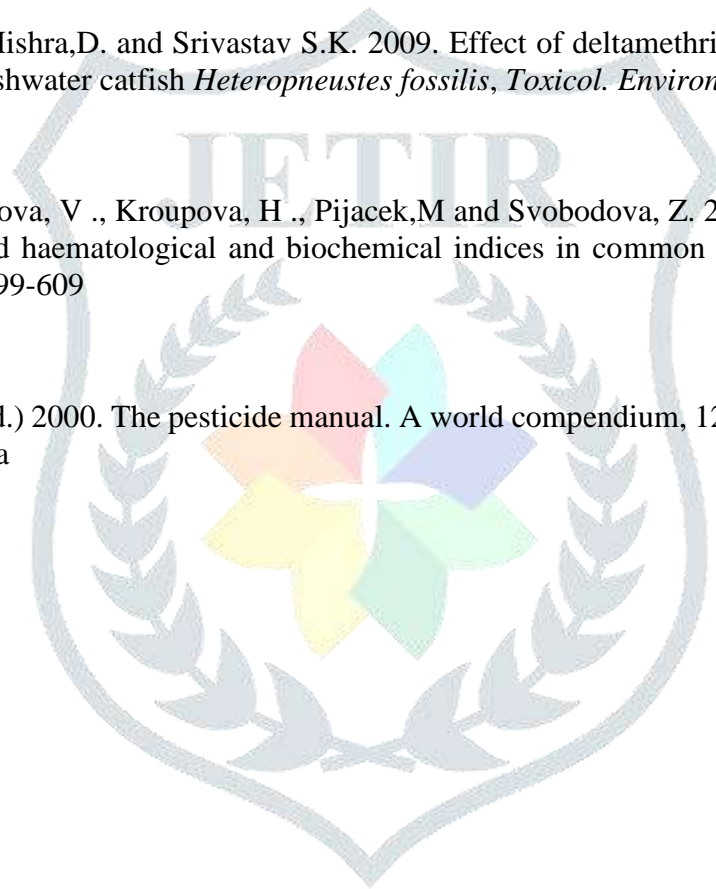 Mishra,D. and Srivastav S.K. 2009. Effect of deltamethri
shwater catfish Heteropneustes fossilis, Toxicol. Environ
JETIR
ova, V ., Kroupova, H ., Pijacek,M and Svobodova, Z. 2
d haematological and biochemical indices in common
99-609
d.) 2000. The pesticide manual. A world compendium, 12
a